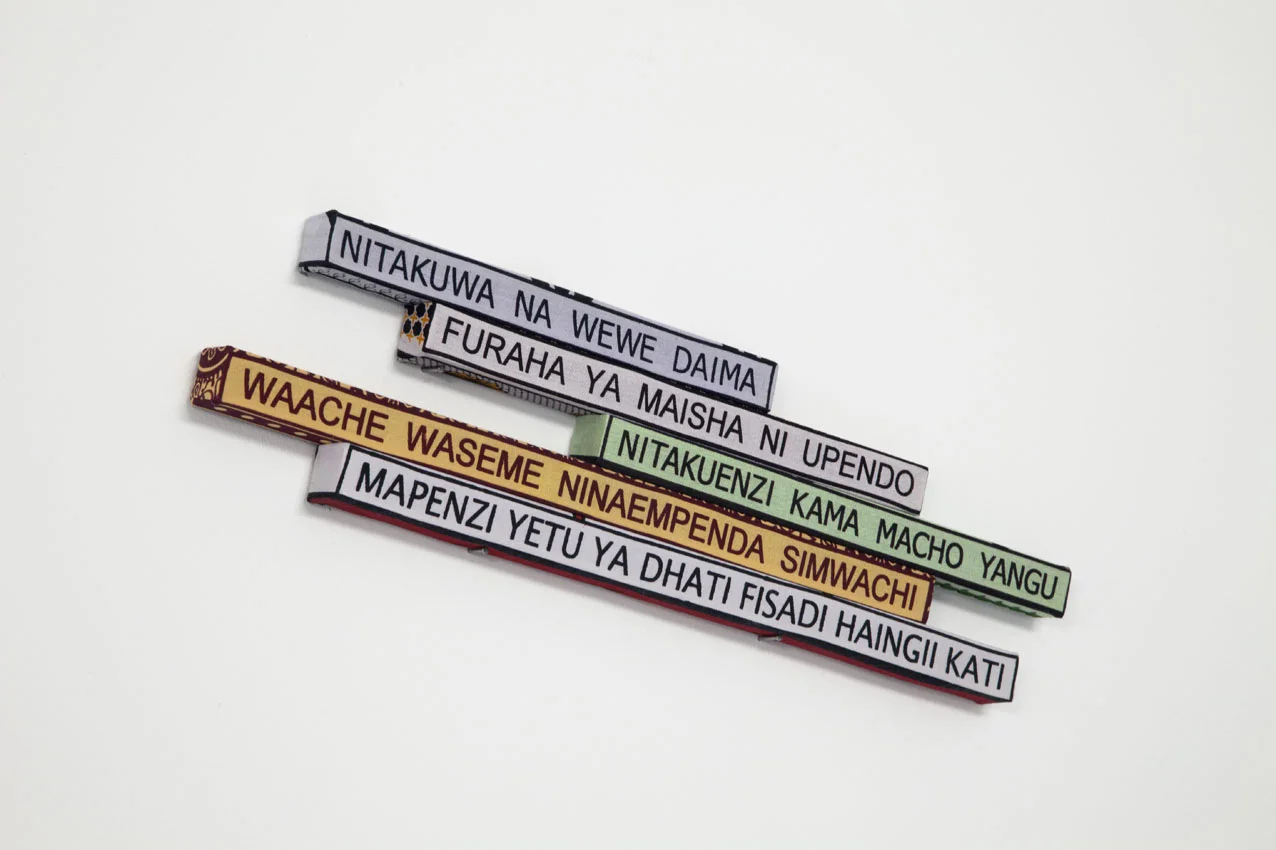 NITAKUWA NA WEWE DAIMA
FURAHA YA MAISHA NI UPENDO
NITAKUENZI KAMA MACHO YANGU
WAACHE WASEME NINAEMPENDA SIMWACHI
MAPENZI YETU YA DHATI FISADI HAINGII KATI